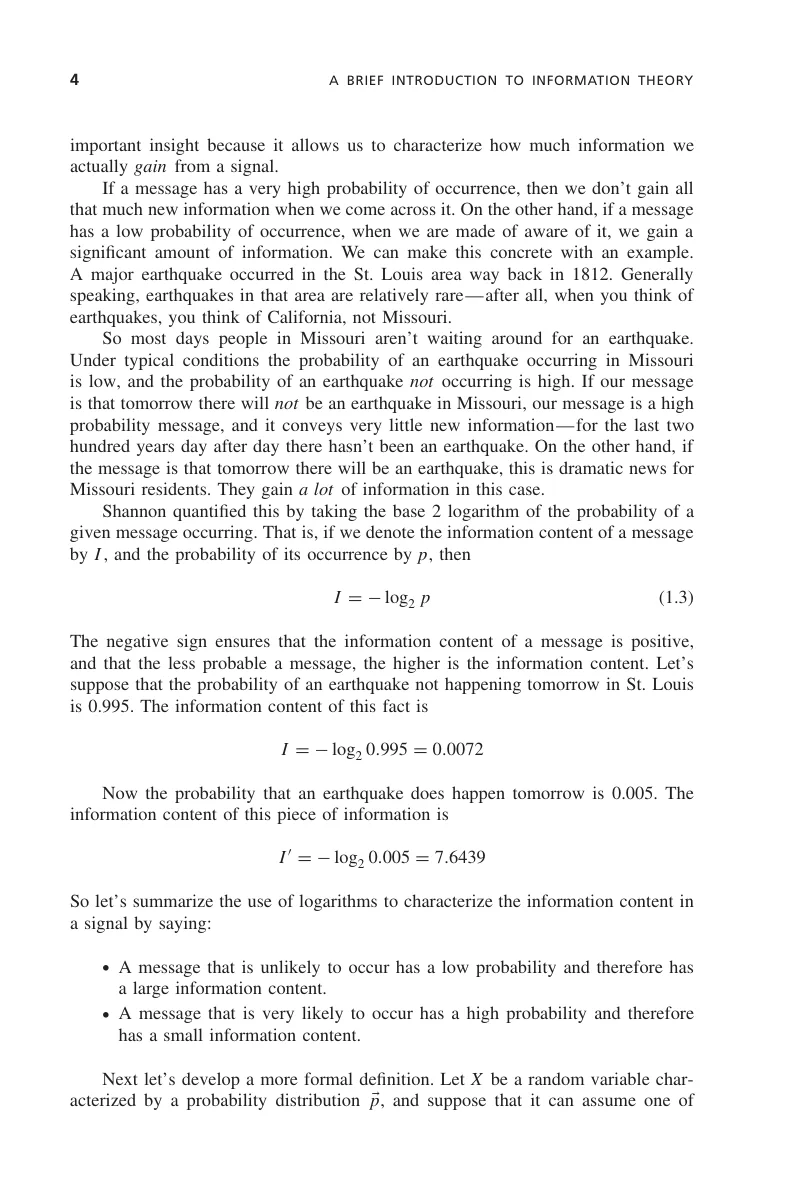 4 A BRIEF INTRODUCTION TO INFORMATION THEORY
important insight because it allows us to characterize how much information we
actually gain from a signal.
If a message has a very high probability of occurrence, then we don’t gain all
that much new information when we come across it. On the other hand, if a message
has a low probability of occurrence, when we are made of aware of it, we gain a
significant amount of information. We can make this concrete with an example.
A major earthquake occurred in the St. Louis area way back in 1812. Generally
speaking, earthquakes in that area are relatively rare—after all, when you think of
earthquakes, you think of California, not Missouri.
So most days people in Missouri aren’t waiting around for an earthquake.
Under typical conditions the probability of an earthquake occurring in Missouri
is low, and the probability of an earthquake not occurring is high. If our message
is that tomorrow there will not be an earthquake in Missouri, our message is a high
probability message, and it conveys very little new information—for the last two
hundred years day after day there hasn’t been an earthquake. On the other hand, if
the message is that tomorrow there will be an earthquake, this is dramatic news for
Missouri residents. They gain a lot of information in this case.
Shannon quantified this by taking the base 2 logarithm of the probability of a
given message occurring. That is, if we denote the information content of a message
by I, and the probability of its occurrence by p, then
I = − log₂ p (1.3)
The negative sign ensures that the information content of a message is positive,
and that the less probable a message, the higher is the information content. Let’s
suppose that the probability of an earthquake not happening tomorrow in St. Louis
is 0.995. The information content of this fact is
I = − log₂ 0.995 = 0.0072
Now the probability that an earthquake does happen tomorrow is 0.005. The
information content of this piece of information is
I′ = − log₂ 0.005 = 7.6439
So let’s summarize the use of logarithms to characterize the information content in
a signal by saying:
• A message that is unlikely to occur has a low probability and therefore has
a large information content.
• A message that is very likely to occur has a high probability and therefore
has a small information content.
Next let’s develop a more formal definition. Let X be a random variable char-
acterized by a probability distribution p⃗, and suppose that it can assume one of